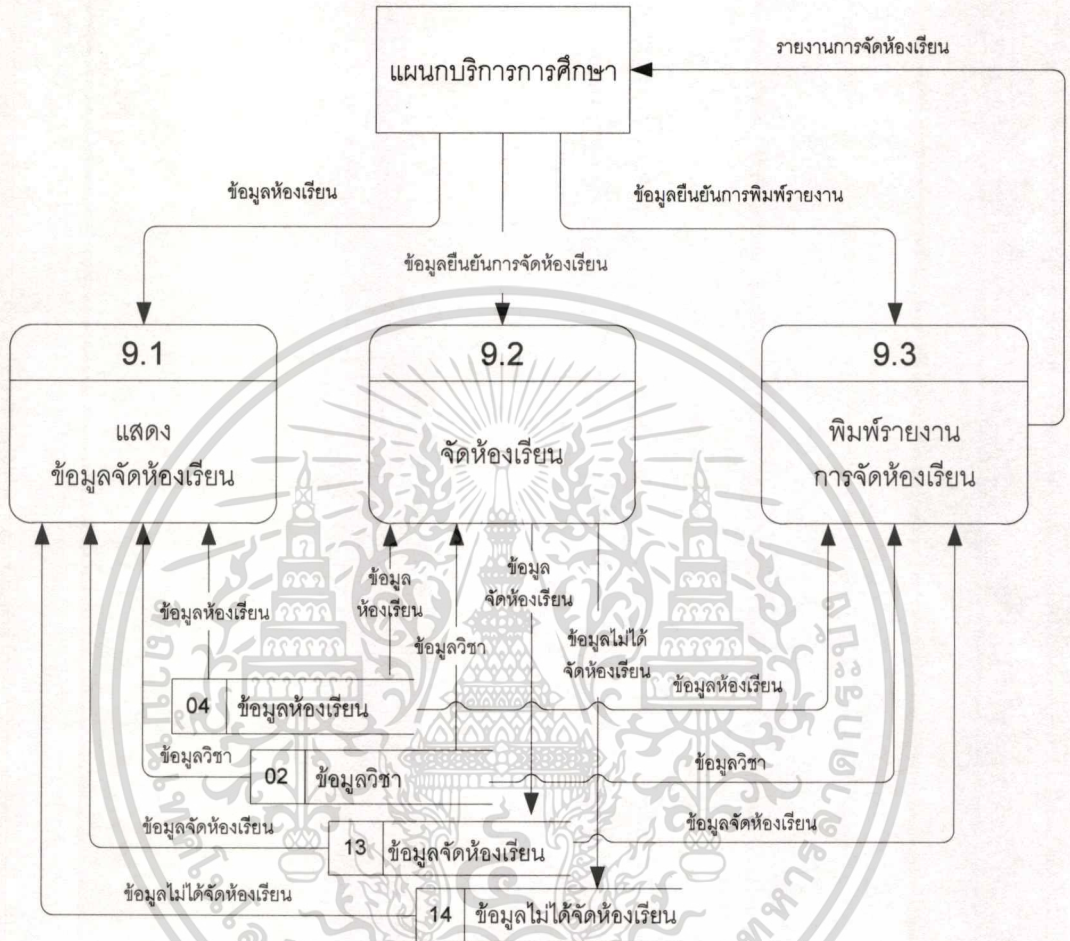 รายงานการจัดห้องเรียน
แผนกบริการการศึกษา
ข้อมูลห้องเรียน
ข้อมูลยืนยันการพิมพ์รายงาน
ข้อมูลยืนยันการจัดห้องเรียน
9.1
แสดง
ข้อมูลจัดห้องเรียน
9.2
จัดห้องเรียน
9.3
พิมพ์รายงาน
การจัดห้องเรียน
ข้อมูลห้องเรียน
ข้อมูล
ห้องเรียน
ข้อมูลวิชา
ข้อมูล
จัดห้องเรียน
ข้อมูลไม่ได้
จัดห้องเรียน
ข้อมูลห้องเรียน
04 ข้อมูลห้องเรียน
ข้อมูลวิชา
02 ข้อมูลวิชา
ข้อมูลวิชา
ข้อมูลจัดห้องเรียน
13 ข้อมูลจัดห้องเรียน
ข้อมูลจัดห้องเรียน
ข้อมูลไม่ได้จัดห้องเรียน
14 ข้อมูลไม่ได้จัดห้องเรียน